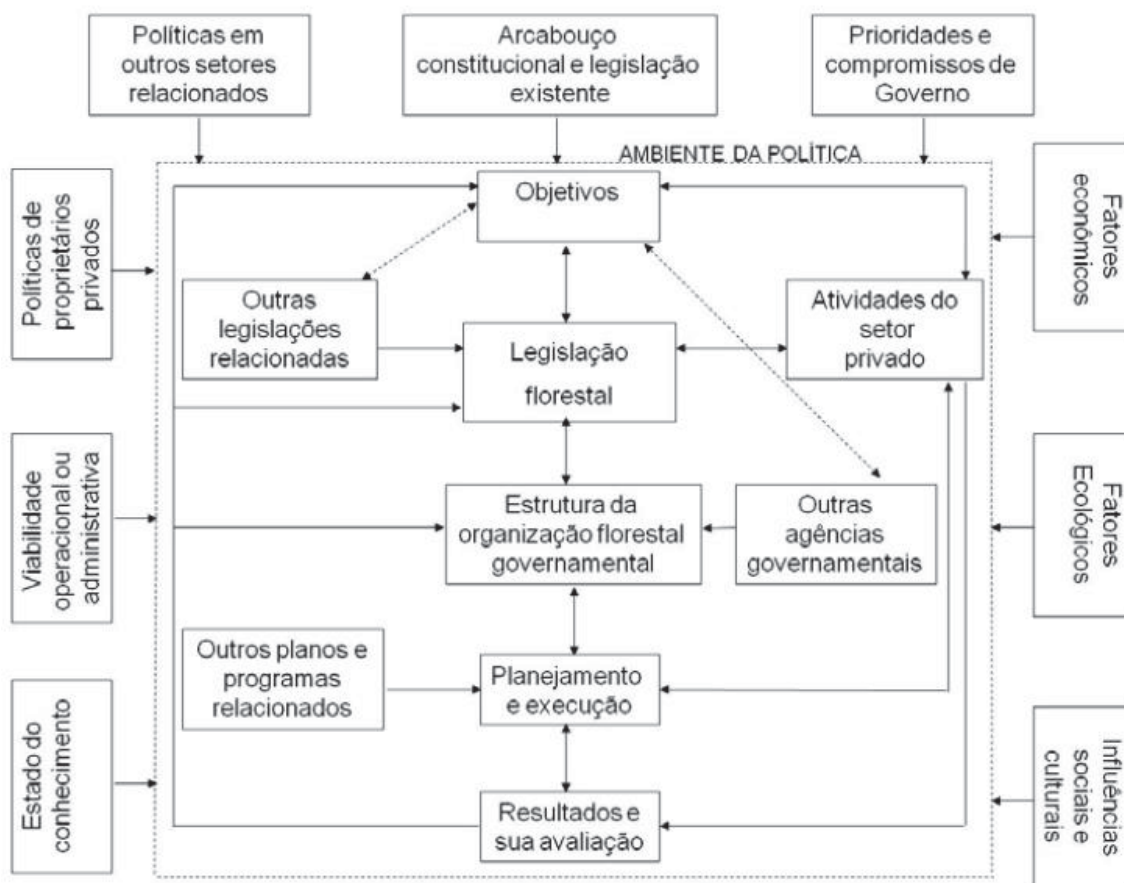 Políticas em
outros setores
relacionados
Arcabouço
constitucional e legislação
existente
Prioridades e
compromissos de
Governo
AMBIENTE DA POLÍTICA
Políticas de
proprietários
privados
Viabilidade
operacional ou
administrativa
Estado do
conhecimento
Objetivos
Outras
legislações
relacionadas
Legislação
florestal
Atividades do
setor
privado
Estrutura da
organização florestal
governamental
Outras
agências
governamentais
Outros planos e
programas
relacionados
Planejamento
e execução
Resultados e
sua avaliação
Fatores
econômicos
Fatores
Ecológicos
Influências
sociais e
culturais